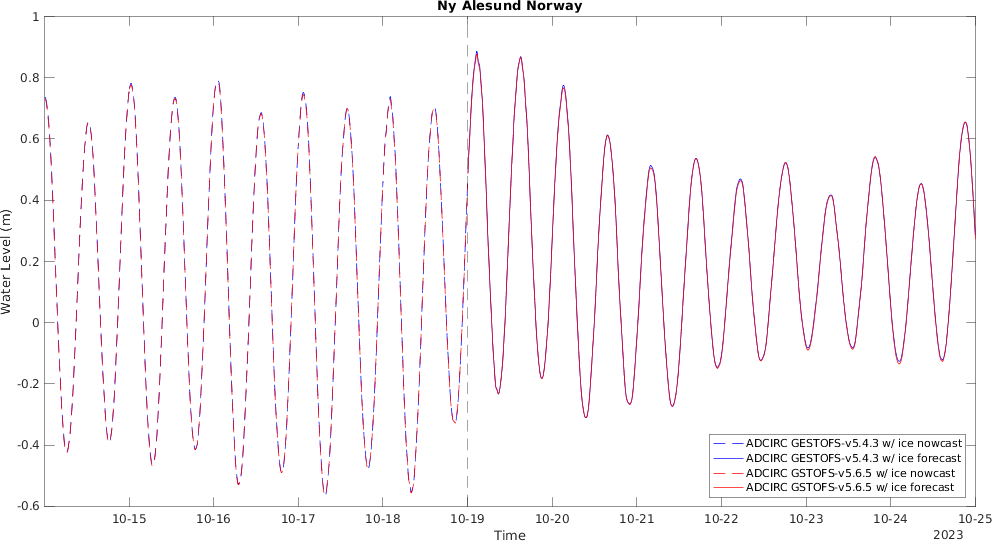 Ny Alesund Norway
1
0.8
0.6
0.4
0.2
0
-0.2
-0.4
-0.6
Water Level (m)
ADCIRC GESTOFS-v5.4.3 w/ ice nowcast
ADCIRC GESTOFS-v5.4.3 w/ ice forecast
ADCIRC GSTOFS-v5.6.5 w/ ice nowcast
ADCIRC GSTOFS-v5.6.5 w/ ice forecast
10-15 10-16 10-17 10-18 10-19 10-20 10-21 10-22 10-23 10-24 10-25
Time
2023